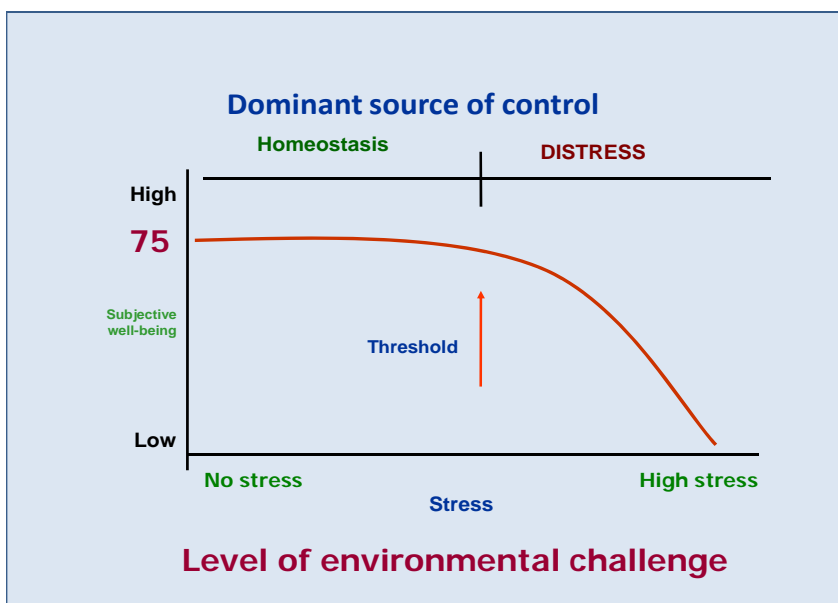 Dominant source of control
Homeostasis
DISTRESS
High
75
Subjective
well-being
Threshold
Low
No stress
High stress
Stress
Level of environmental challenge